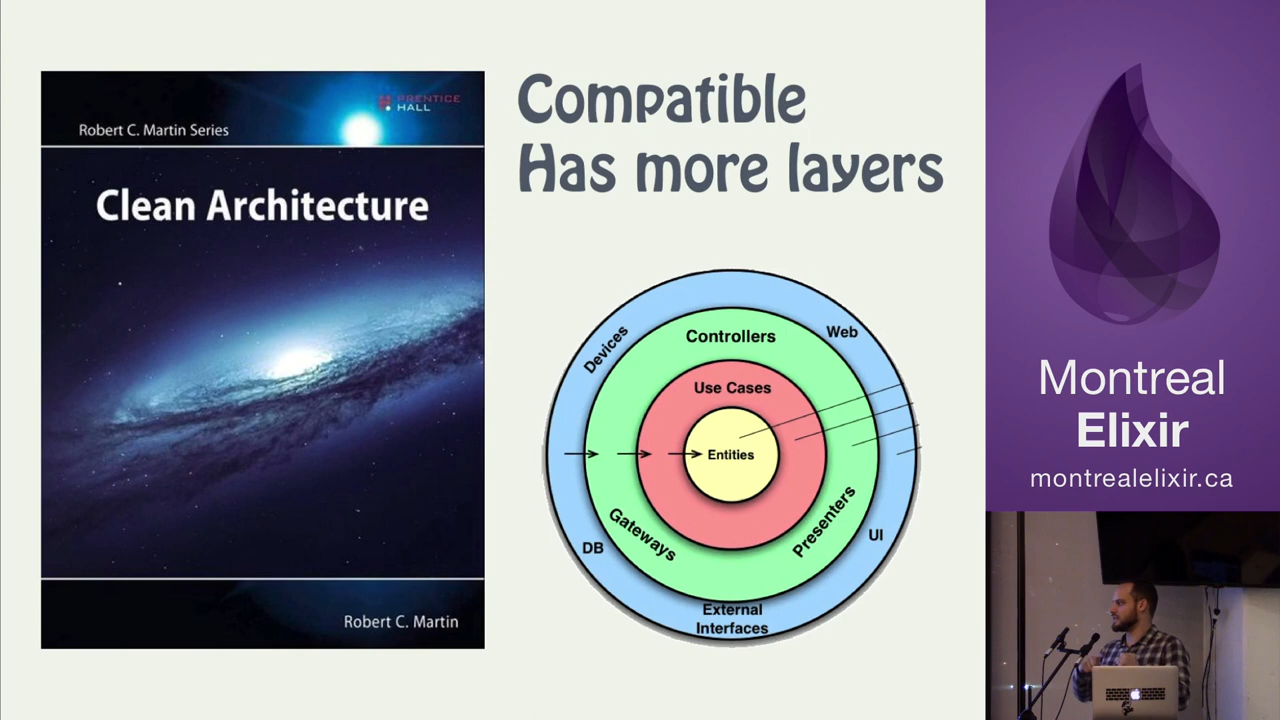 PRENTICE
HALL
Robert C. Martin Series
Clean Architecture
Robert C. Martin
Compatible
Has more layers
Devices
Controllers
Web
Use Cases
Entities
Gateways
Presenters
DB
UI
External
Interfaces
Montreal
Elixir
montrealelixir.ca